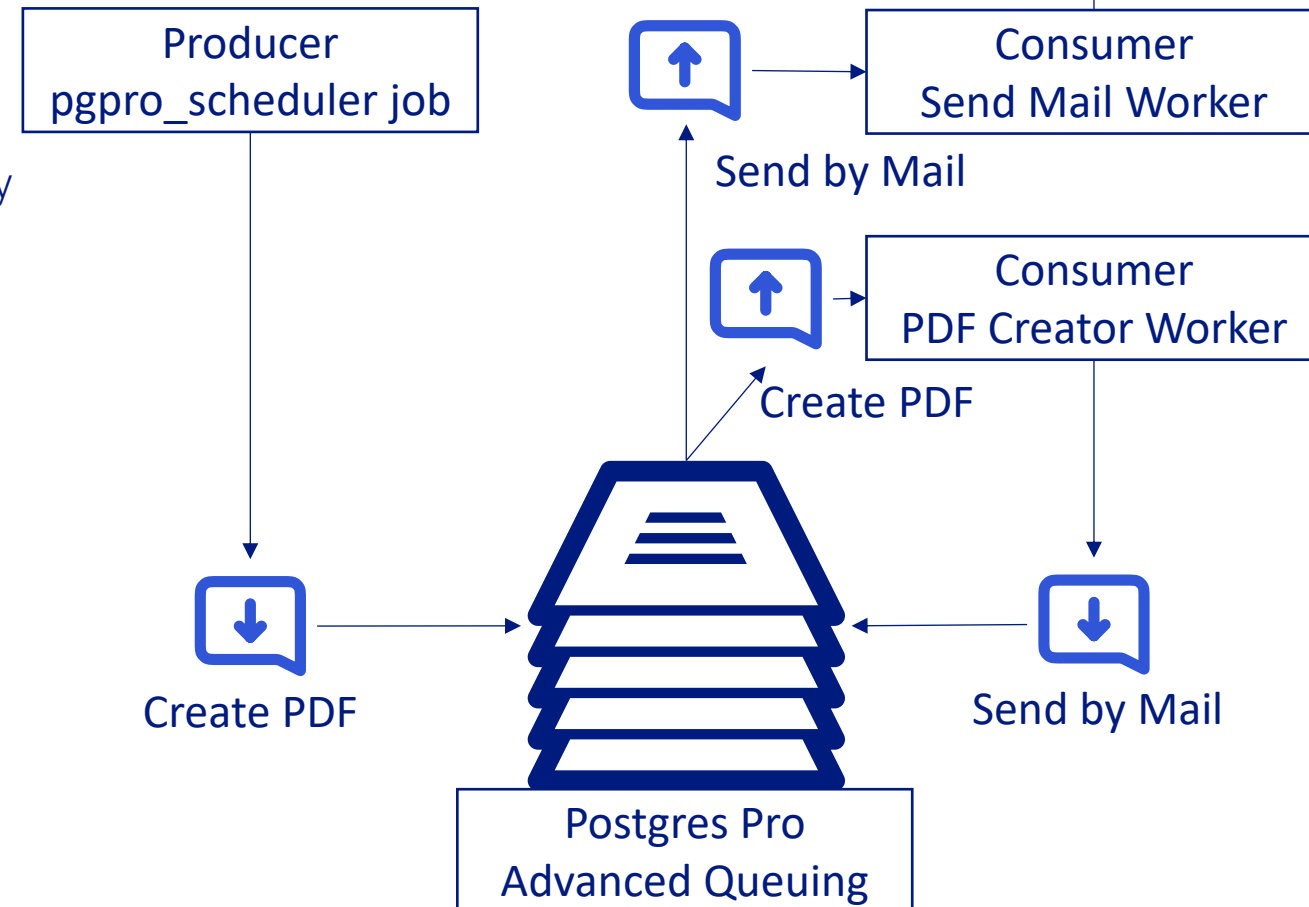 Producer
pgpro_scheduler job
Consumer
Send Mail Worker
Send by Mail
y
Consumer
PDF Creator Worker
Create PDF
Create PDF
Send by Mail
Postgres Pro
Advanced Queuing